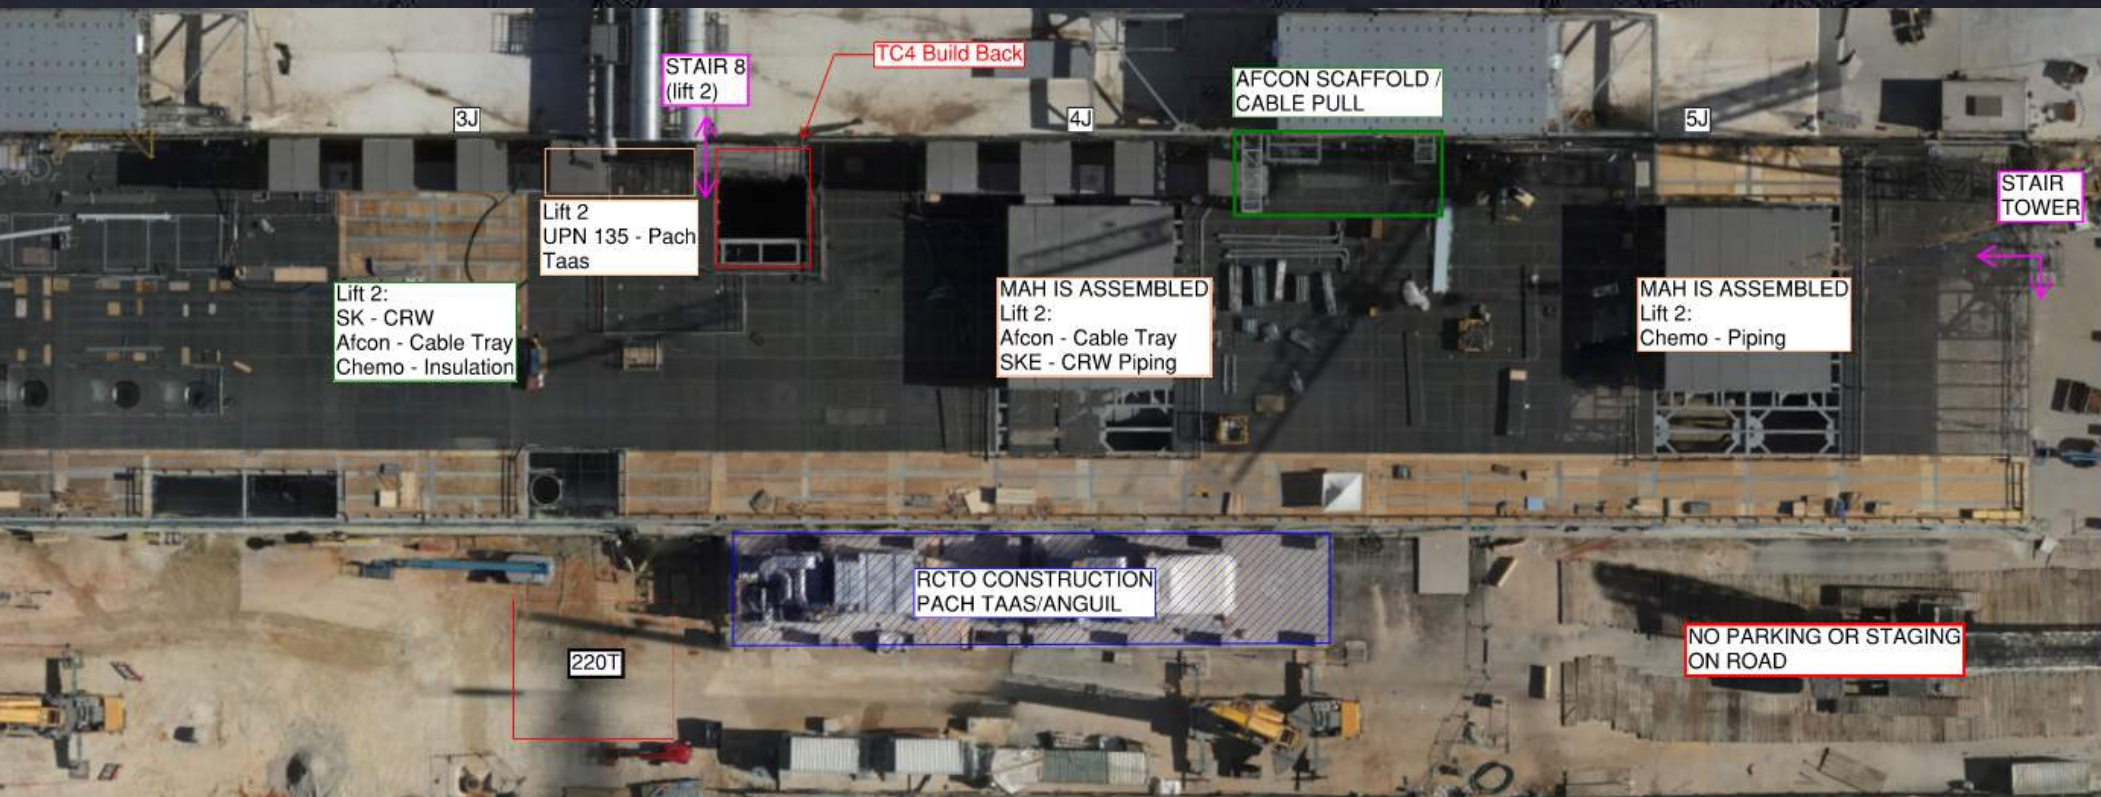 STAIR 8
(lift 2)
TC4 Build Back
AFCON SCAFFOLD /
CABLE PULL
3J
4J
5J
STAIR
TOWER
Lift 2
UPN 135 - Pach
Taas
Lift 2:
SK - CRW
Afcon - Cable Tray
Chemo - Insulation
MAH IS ASSEMBLED
Lift 2:
Afcon - Cable Tray
SKE - CRW Piping
MAH IS ASSEMBLED
Lift 2:
Chemo - Piping
RCTO CONSTRUCTION
PACH TAAS/ANGUIL
220T
NO PARKING OR STAGING
ON ROAD